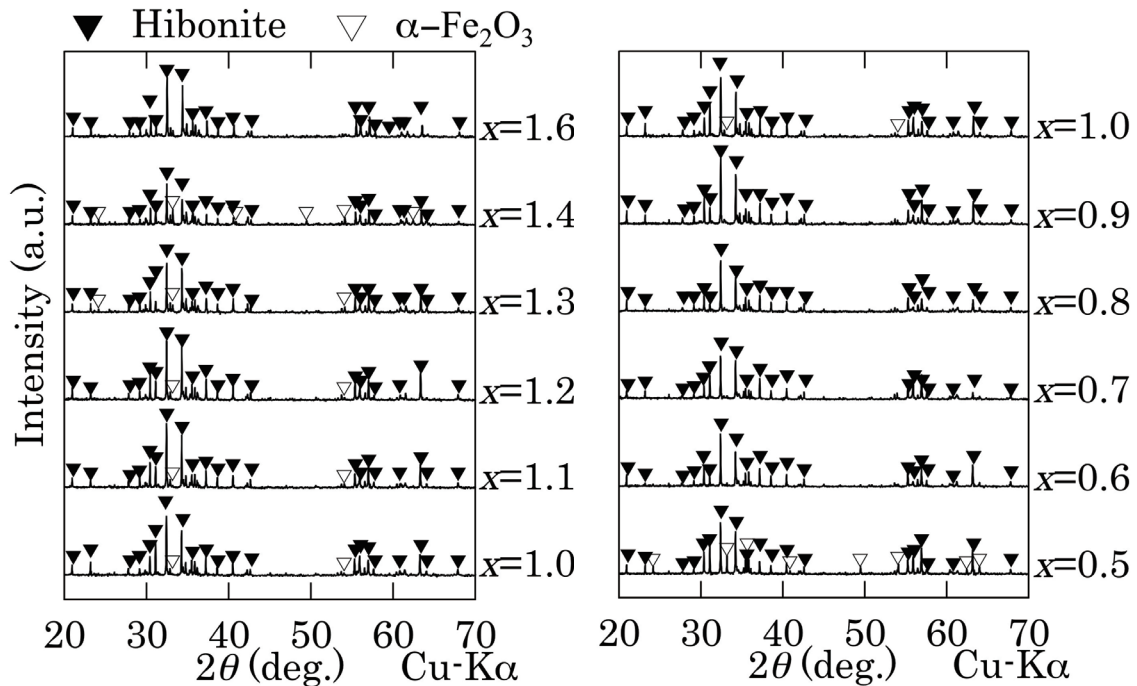 ▼ Hibonite ▽ α–Fe₂O₃
Intensity (a.u.)
x=1.6
x=1.4
x=1.3
x=1.2
x=1.1
x=1.0
20 30 40 50 60 70
2θ (deg.) Cu-Kα
x=1.0
x=0.9
x=0.8
x=0.7
x=0.6
x=0.5
20 30 40 50 60 70
2θ (deg.) Cu-Kα